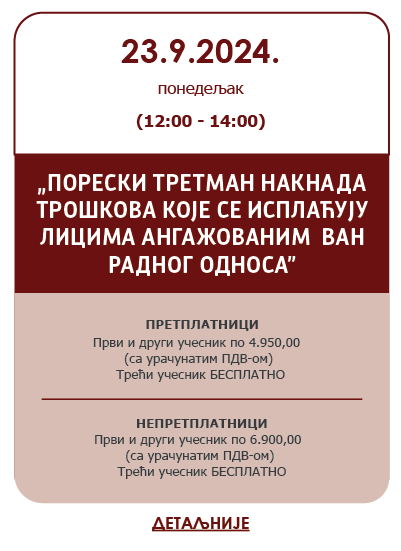 23.9.2024.
понедељак
(12:00 - 14:00)
„ПОРЕСКИ ТРЕТМАН НАКНАДА
ТРОШКОВА КОЈЕ СЕ ИСПЛАЋУЈУ
ЛИЦИМА АНГАЖОВАНИМ ВАН
РАДНОГ ОДНОСА”
ПРЕТПЛАТНИЦИ
Први и други учесник по 4.950,00
(са урачунатим ПДВ-ом)
Трећи учесник БЕСПЛАТНО
НЕПРЕТПЛАТНИЦИ
Први и други учесник по 6.900,00
(са урачунатим ПДВ-ом)
Трећи учесник БЕСПЛАТНО
ДЕТАЉНИЈЕ